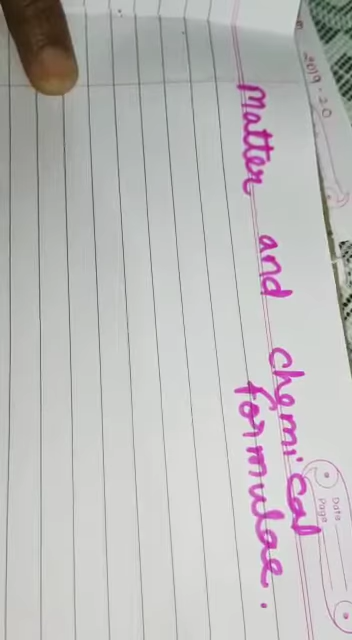 2019-20
Matter and chemical
formulae.
Date
Page